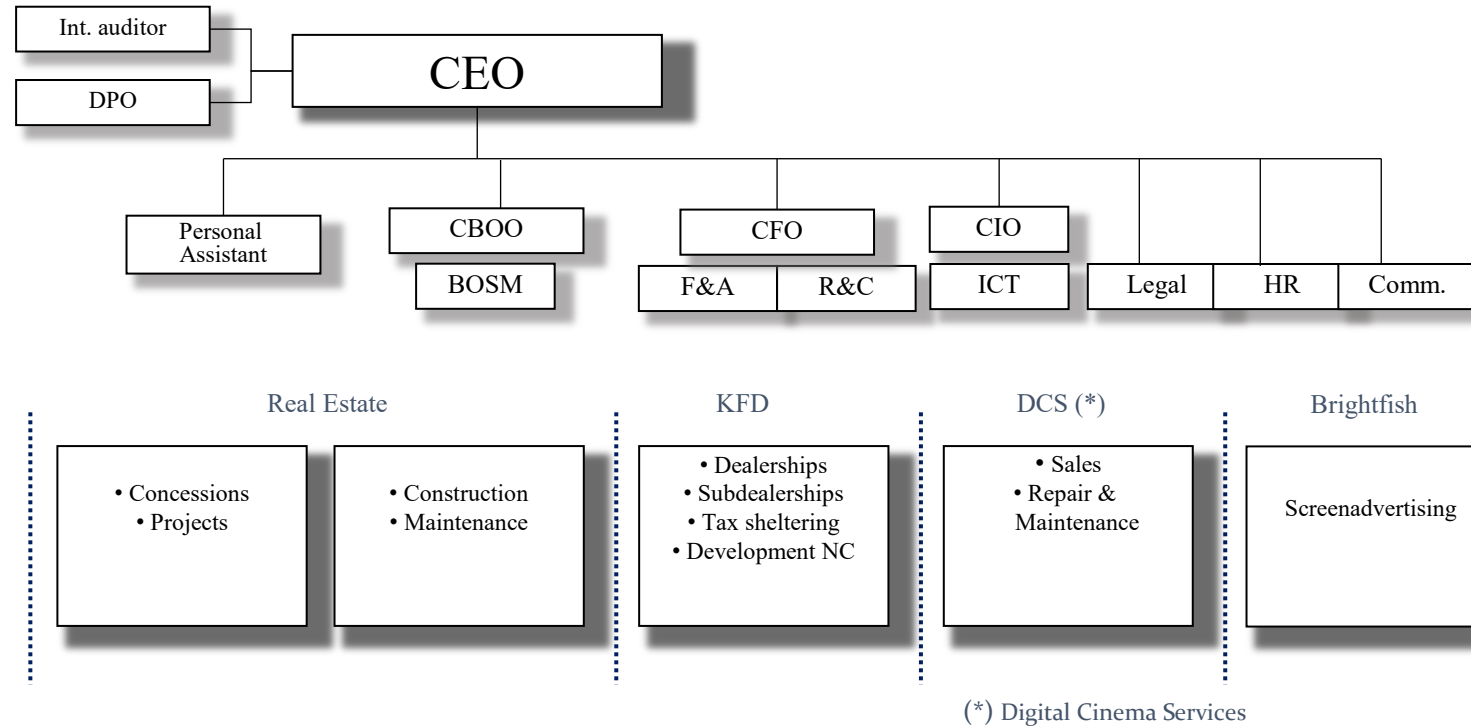 Int. auditor
CEO
DPO
Personal
Assistant
CBOO
CFO
CIO
BOSM
F&A
R&C
ICT
Legal
HR
Comm.
Real Estate
KFD
DCS (*)
Brightfish
• Concessions
• Projects
• Construction
• Maintenance
• Dealerships
• Subdealerships
• Tax sheltering
• Development NC
• Sales
• Repair &
Maintenance
Screenadvertising
(*) Digital Cinema Services